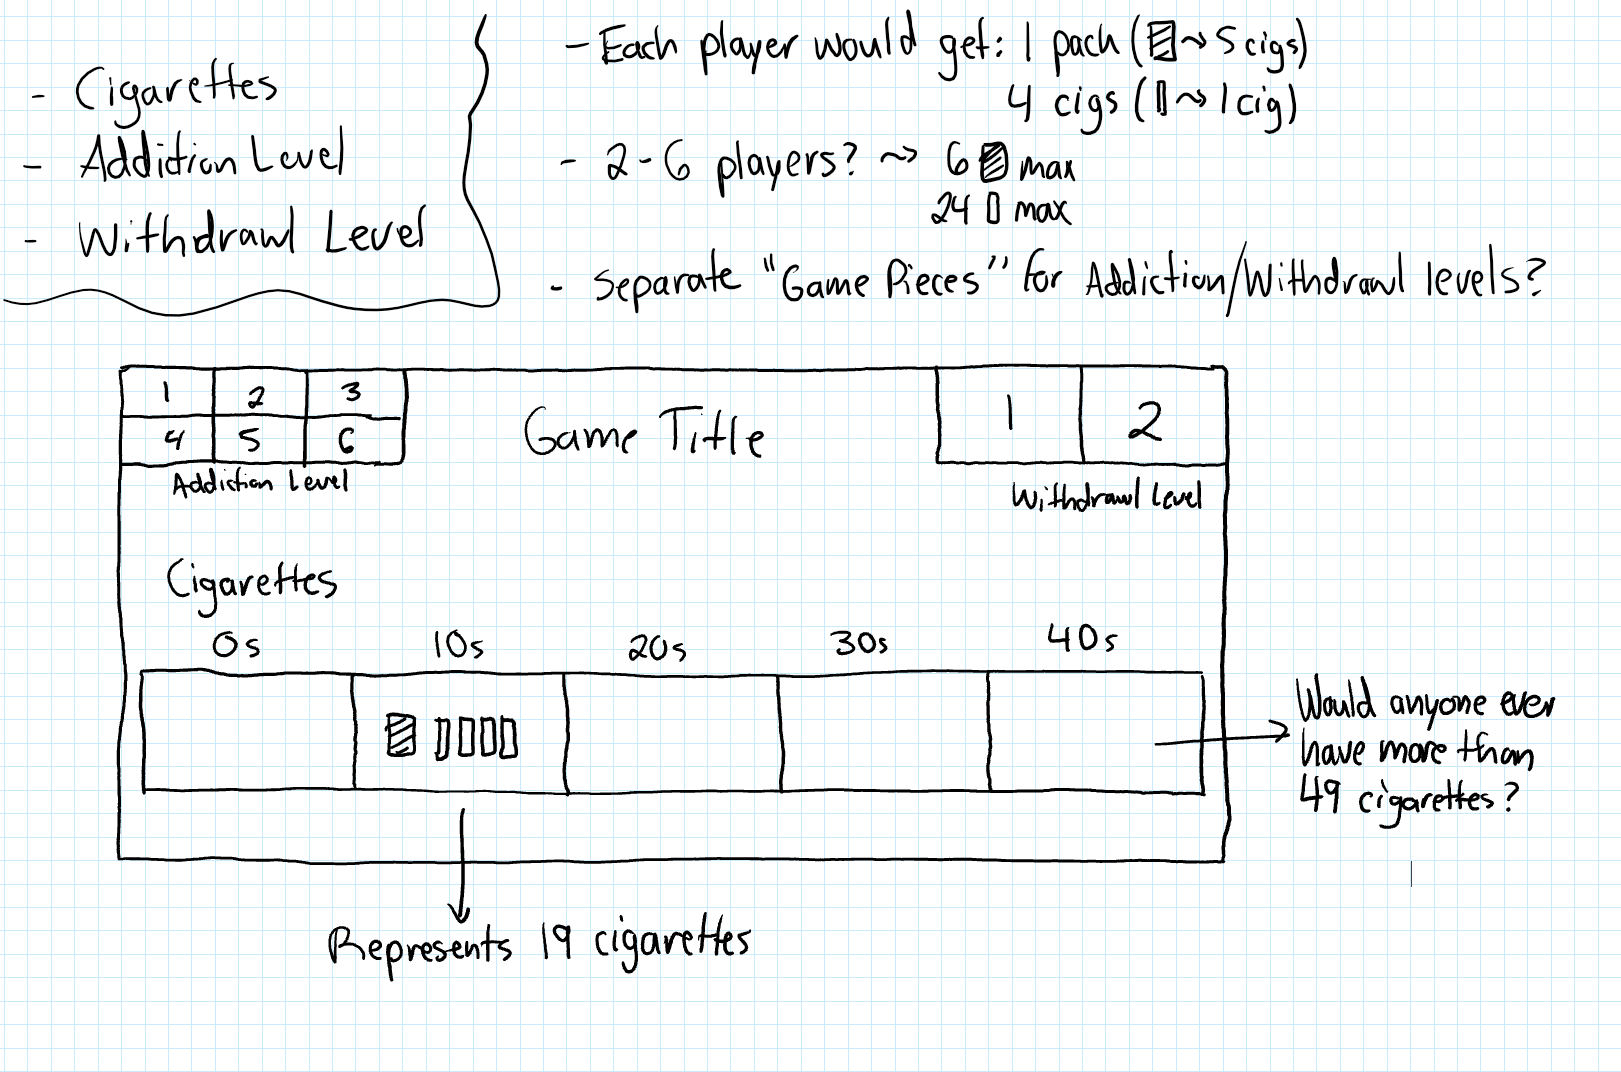 - Cigarettes
- Addiction Level
- Withdrawl Level
- Each player would get: 1 pack (~> 5 cigs)
4 cigs (~> 1 cig)
- 2-6 players? ~> 6 max
24 max
- Separate "Game Pieces" for Addiction/Withdrawl levels?
1 2 3
4 5 6
Addiction Level
Game Title
1 2
Withdrawl Level
Cigarettes
0s 10s 20s 30s 40s
Would anyone ever
have more than
49 cigarettes?
Represents 19 cigarettes